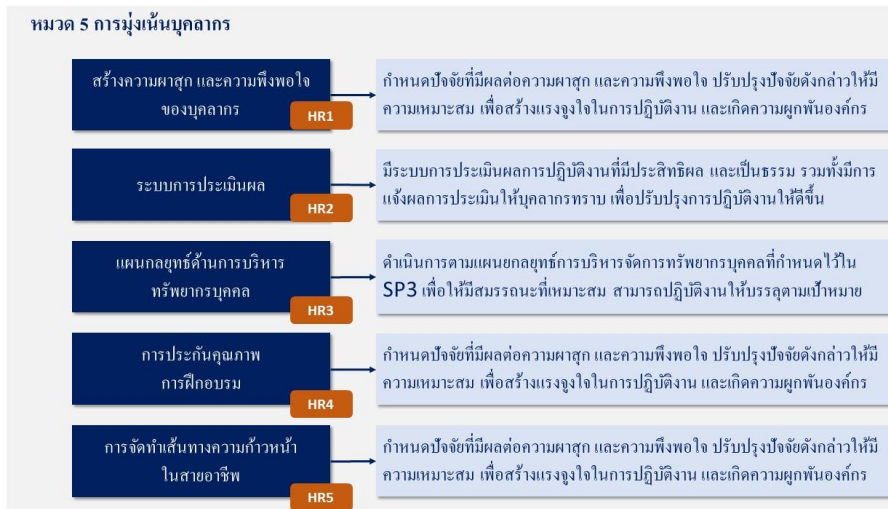 หมวด 5 การมุ่งเน้นบุคลากร
สร้างความผาสุก และความพึงพอใจ
ของบุคลากร
HR1
กำหนดปัจจัยที่มีผลต่อความผาสุก และความพึงพอใจ ปรับปรุงปัจจัยดังกล่าวให้มี
ความเหมาะสม เพื่อสร้างแรงจูงใจในการปฏิบัติงาน และเกิดความผูกพันองค์กร
ระบบการประเมินผล
HR2
มีระบบการประเมินผลการปฏิบัติงานที่มีประสิทธิผล และเป็นธรรม รวมทั้งมีการ
แจ้งผลการประเมินให้บุคลากรทราบ เพื่อปรับปรุงการปฏิบัติงานให้ดีขึ้น
แผนกลยุทธ์ด้านการบริหาร
ทรัพยากรบุคคล
HR3
ดำเนินการตามแผนยกลยุทธ์การบริหารจัดการทรัพยากรบุคคลที่กำหนดไว้ใน
SP3 เพื่อให้มีสมรรถนะที่เหมาะสม สามารถปฏิบัติงานให้บรรลุตามเป้าหมาย
การประกันคุณภาพ
การฝึกอบรม
HR4
กำหนดปัจจัยที่มีผลต่อความผาสุก และความพึงพอใจ ปรับปรุงปัจจัยดังกล่าวให้มี
ความเหมาะสม เพื่อสร้างแรงจูงใจในการปฏิบัติงาน และเกิดความผูกพันองค์กร
การจัดทำเส้นทางความก้าวหน้า
ในสายอาชีพ
HR5
กำหนดปัจจัยที่มีผลต่อความผาสุก และความพึงพอใจ ปรับปรุงปัจจัยดังกล่าวให้มี
ความเหมาะสม เพื่อสร้างแรงจูงใจในการปฏิบัติงาน และเกิดความผูกพันองค์กร